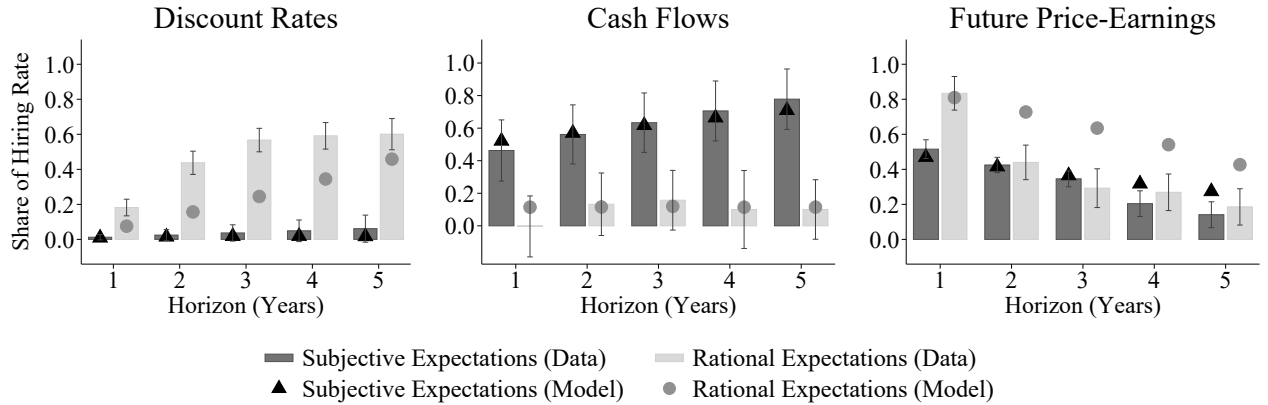 Discount Rates
Cash Flows
Future Price-Earnings
Share of Hiring Rate
1.0
0.8
0.6
0.4
0.2
0.0
1 2 3 4 5
Horizon (Years)
1.0
0.8
0.6
0.4
0.2
0.0
1 2 3 4 5
Horizon (Years)
1.0
0.8
0.6
0.4
0.2
0.0
1 2 3 4 5
Horizon (Years)
Subjective Expectations (Data)
Rational Expectations (Data)
Subjective Expectations (Model)
Rational Expectations (Model)